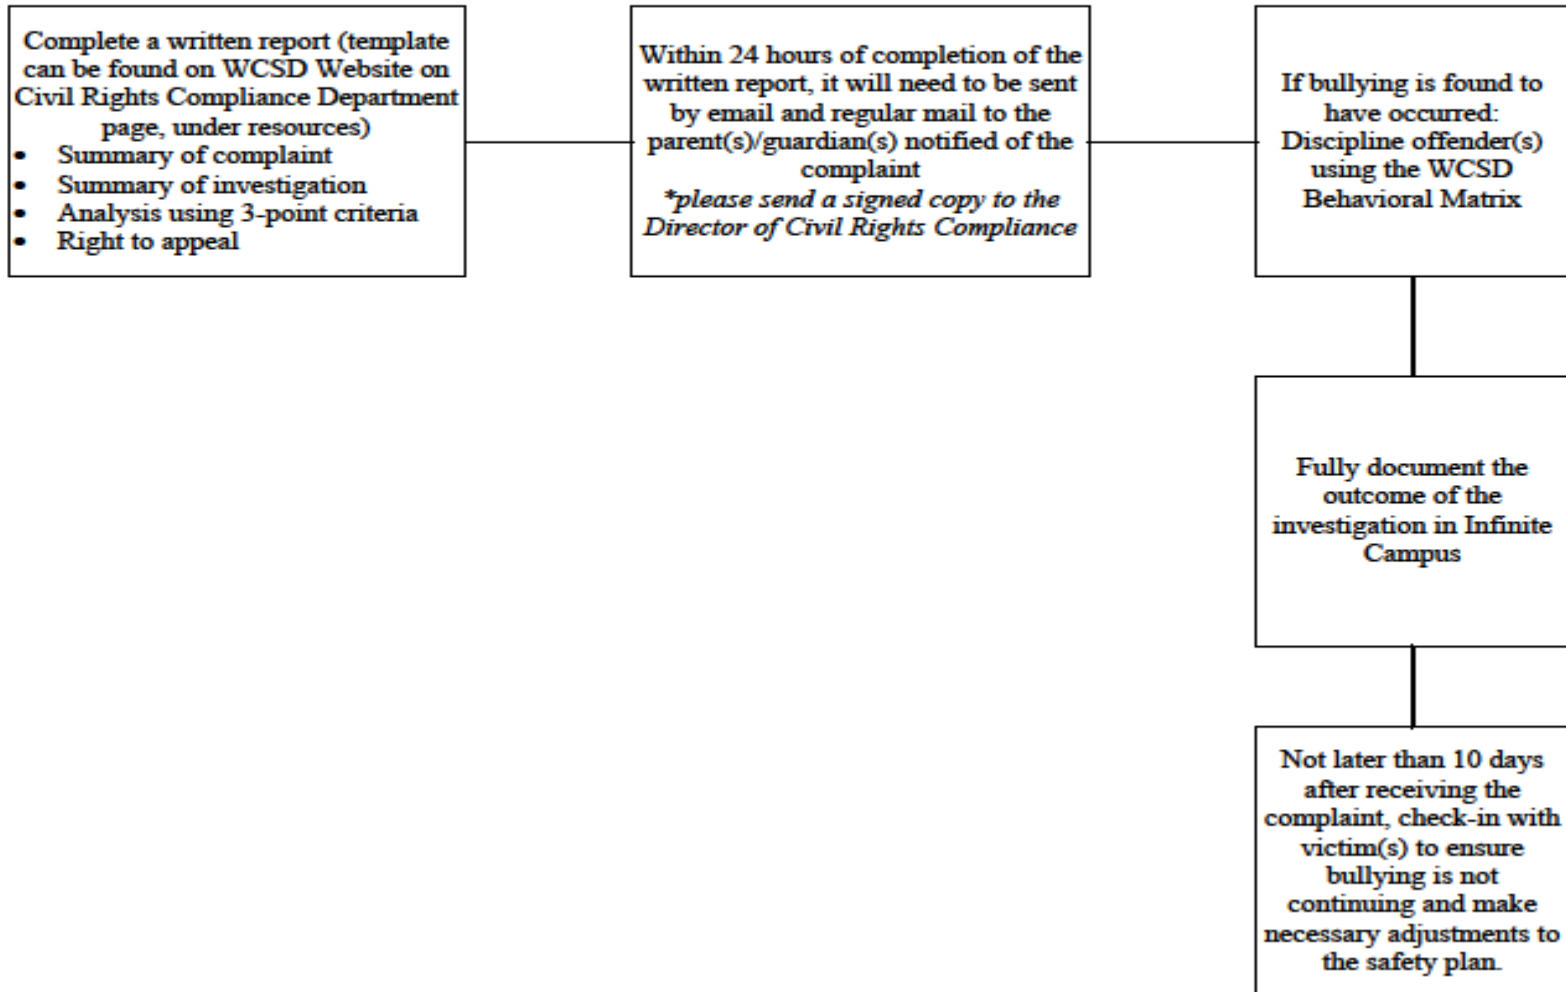 Complete a written report (template
can be found on WCSD Website on
Civil Rights Compliance Department
page, under resources)
• Summary of complaint
• Summary of investigation
• Analysis using 3-point criteria
• Right to appeal
Within 24 hours of completion of the
written report, it will need to be sent
by email and regular mail to the
parent(s)/guardian(s) notified of the
complaint
*please send a signed copy to the
Director of Civil Rights Compliance
If bullying is found to
have occurred:
Discipline offender(s)
using the WCSD
Behavioral Matrix
Fully document the
outcome of the
investigation in Infinite
Campus
Not later than 10 days
after receiving the
complaint, check-in with
victim(s) to ensure
bullying is not
continuing and make
necessary adjustments to
the safety plan.